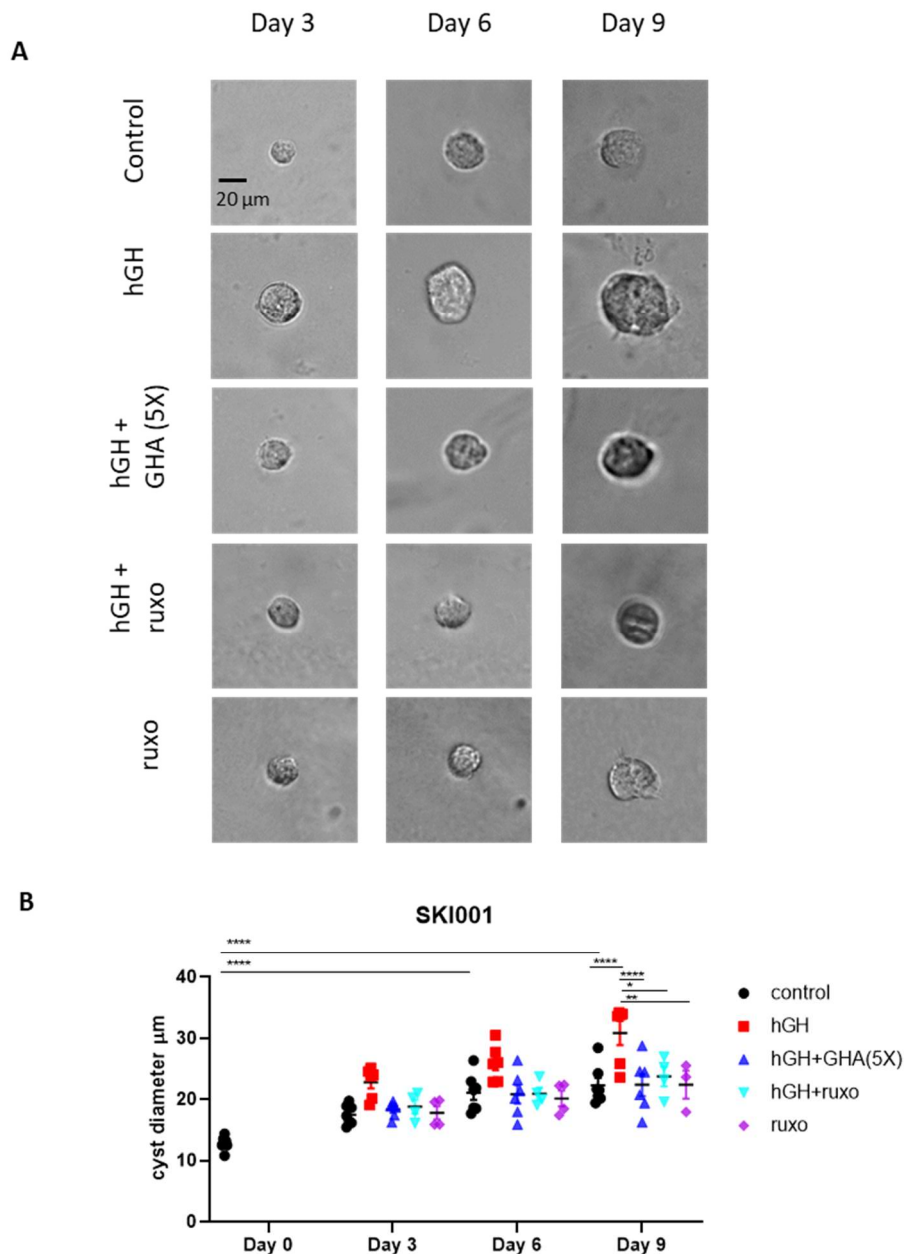 Day 3 Day 6 Day 9
A
Control
20 µm
hGH
hGH +
GHA (5X)
hGH +
ruxo
ruxo
B
SKI001
****
****
****
****
*
**
cyst diameter µm
40
30
20
10
0
Day 0 Day 3 Day 6 Day 9
control
hGH
hGH+GHA(5X)
hGH+ruxo
ruxo